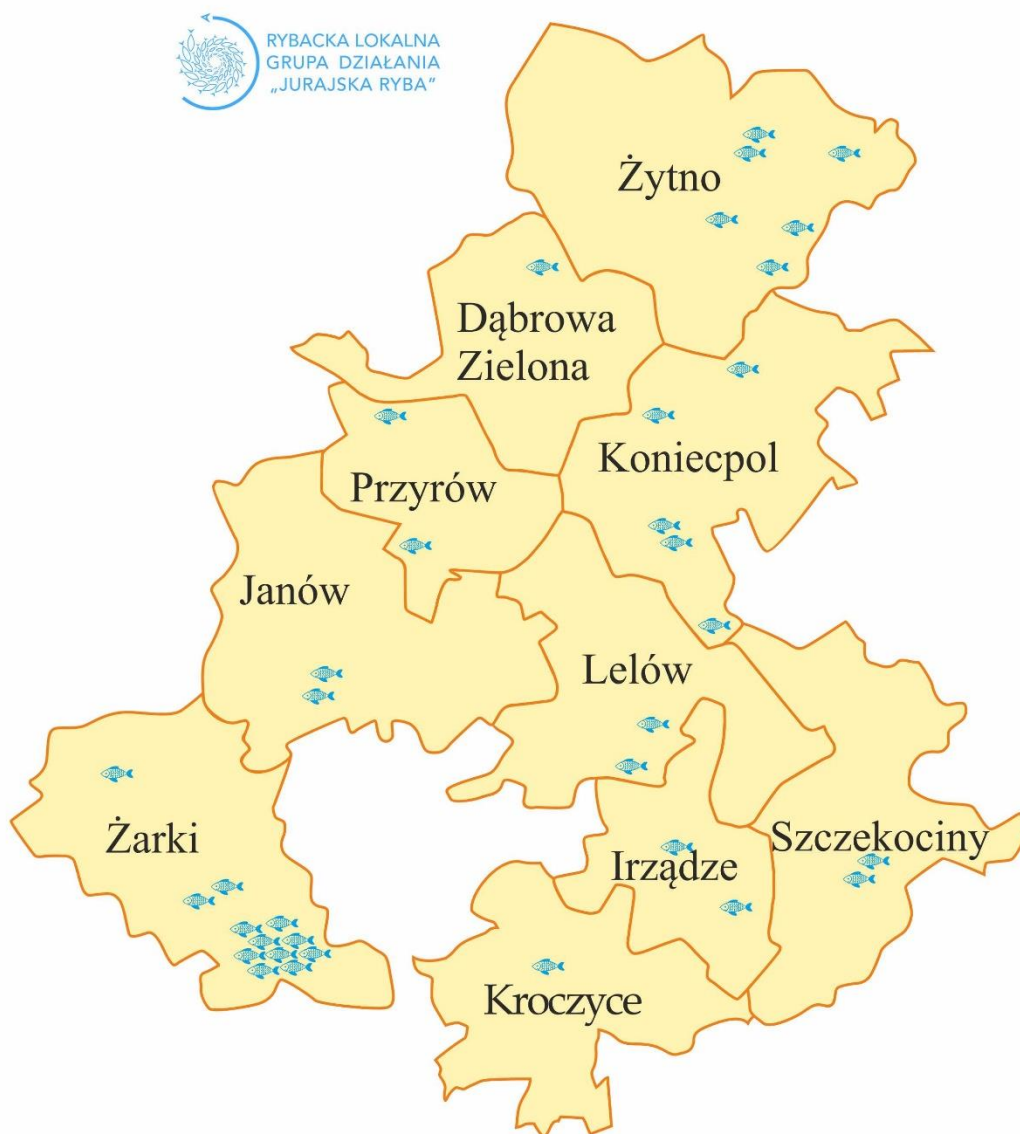 RYBACKA LOKALNA
GRUPA DZIAŁANIA
„JURAJSKA RYBA”
Żytno
Dąbrowa
Zielona
Koniecpol
Przyrów
Janów
Lelów
Żarki
Szczekociny
Irządze
Kroczyce